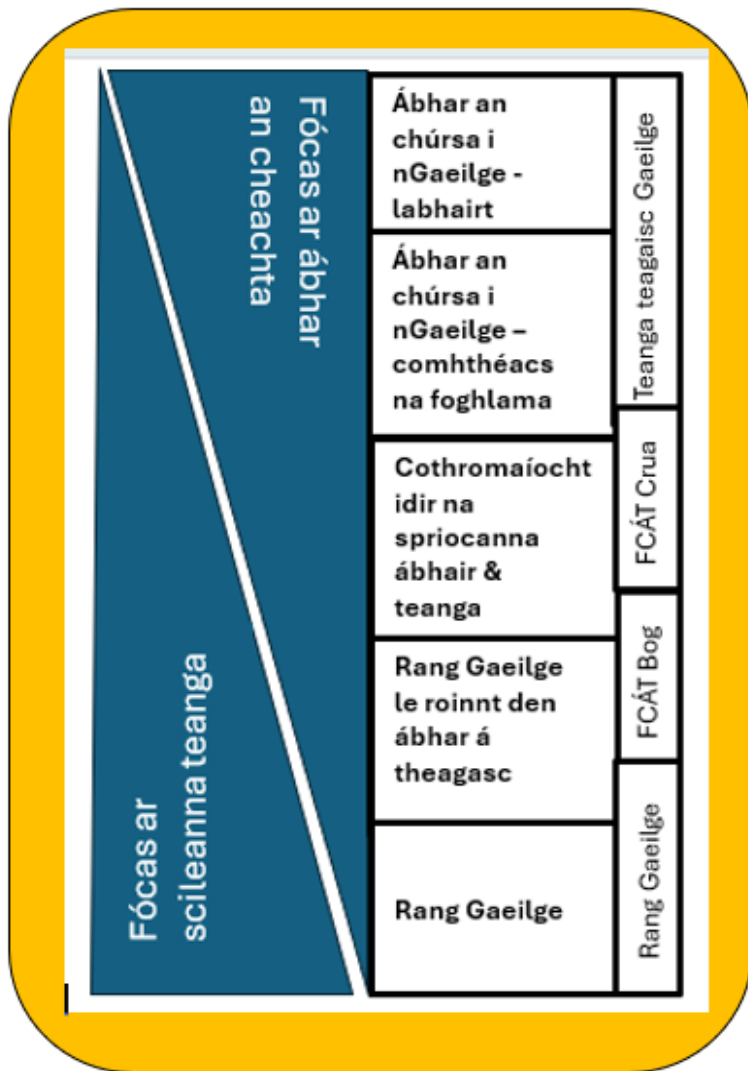 Fócas ar ábhar
an cheachta
Fócas ar
scileanna teanga
Ábhar an
chúrsa i
nGaeilge -
labhairt
Ábhar an
chúrsa i
nGaeilge –
comhthéacs
na foghlama
Cothromaíocht
idir na
spriocanna
ábhair &
teanga
Rang Gaeilge
le roinnt den
ábhar á
theagasc
Rang Gaeilge
Teanga teagaisc Gaeilge
FCÁT Crua
FCÁT Bog
Rang Gaeilge